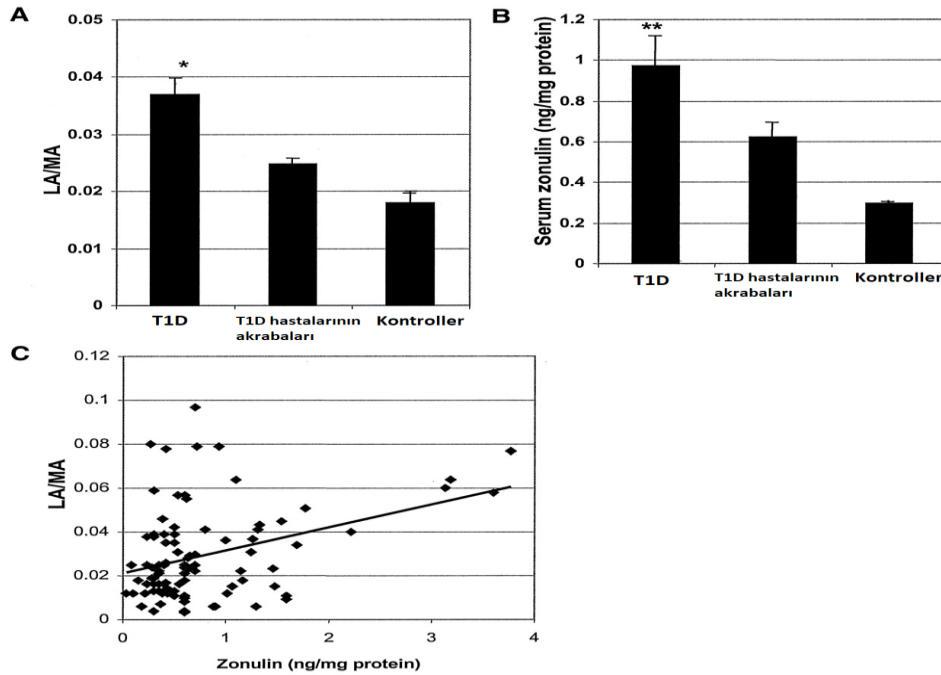 A
LA/MA
0.05
0.04
0.03
0.02
0.01
0
*
T1D
T1D hastalarının
akrabaları
Kontroller
B
Serum zonulin (ng/mg protein)
1.2
1
0.8
0.6
0.4
0.2
0
**
T1D
T1D hastalarının
akrabaları
Kontroller
C
LA/MA
0.12
0.1
0.08
0.06
0.04
0.02
0
0 1 2 3 4
Zonulin (ng/mg protein)